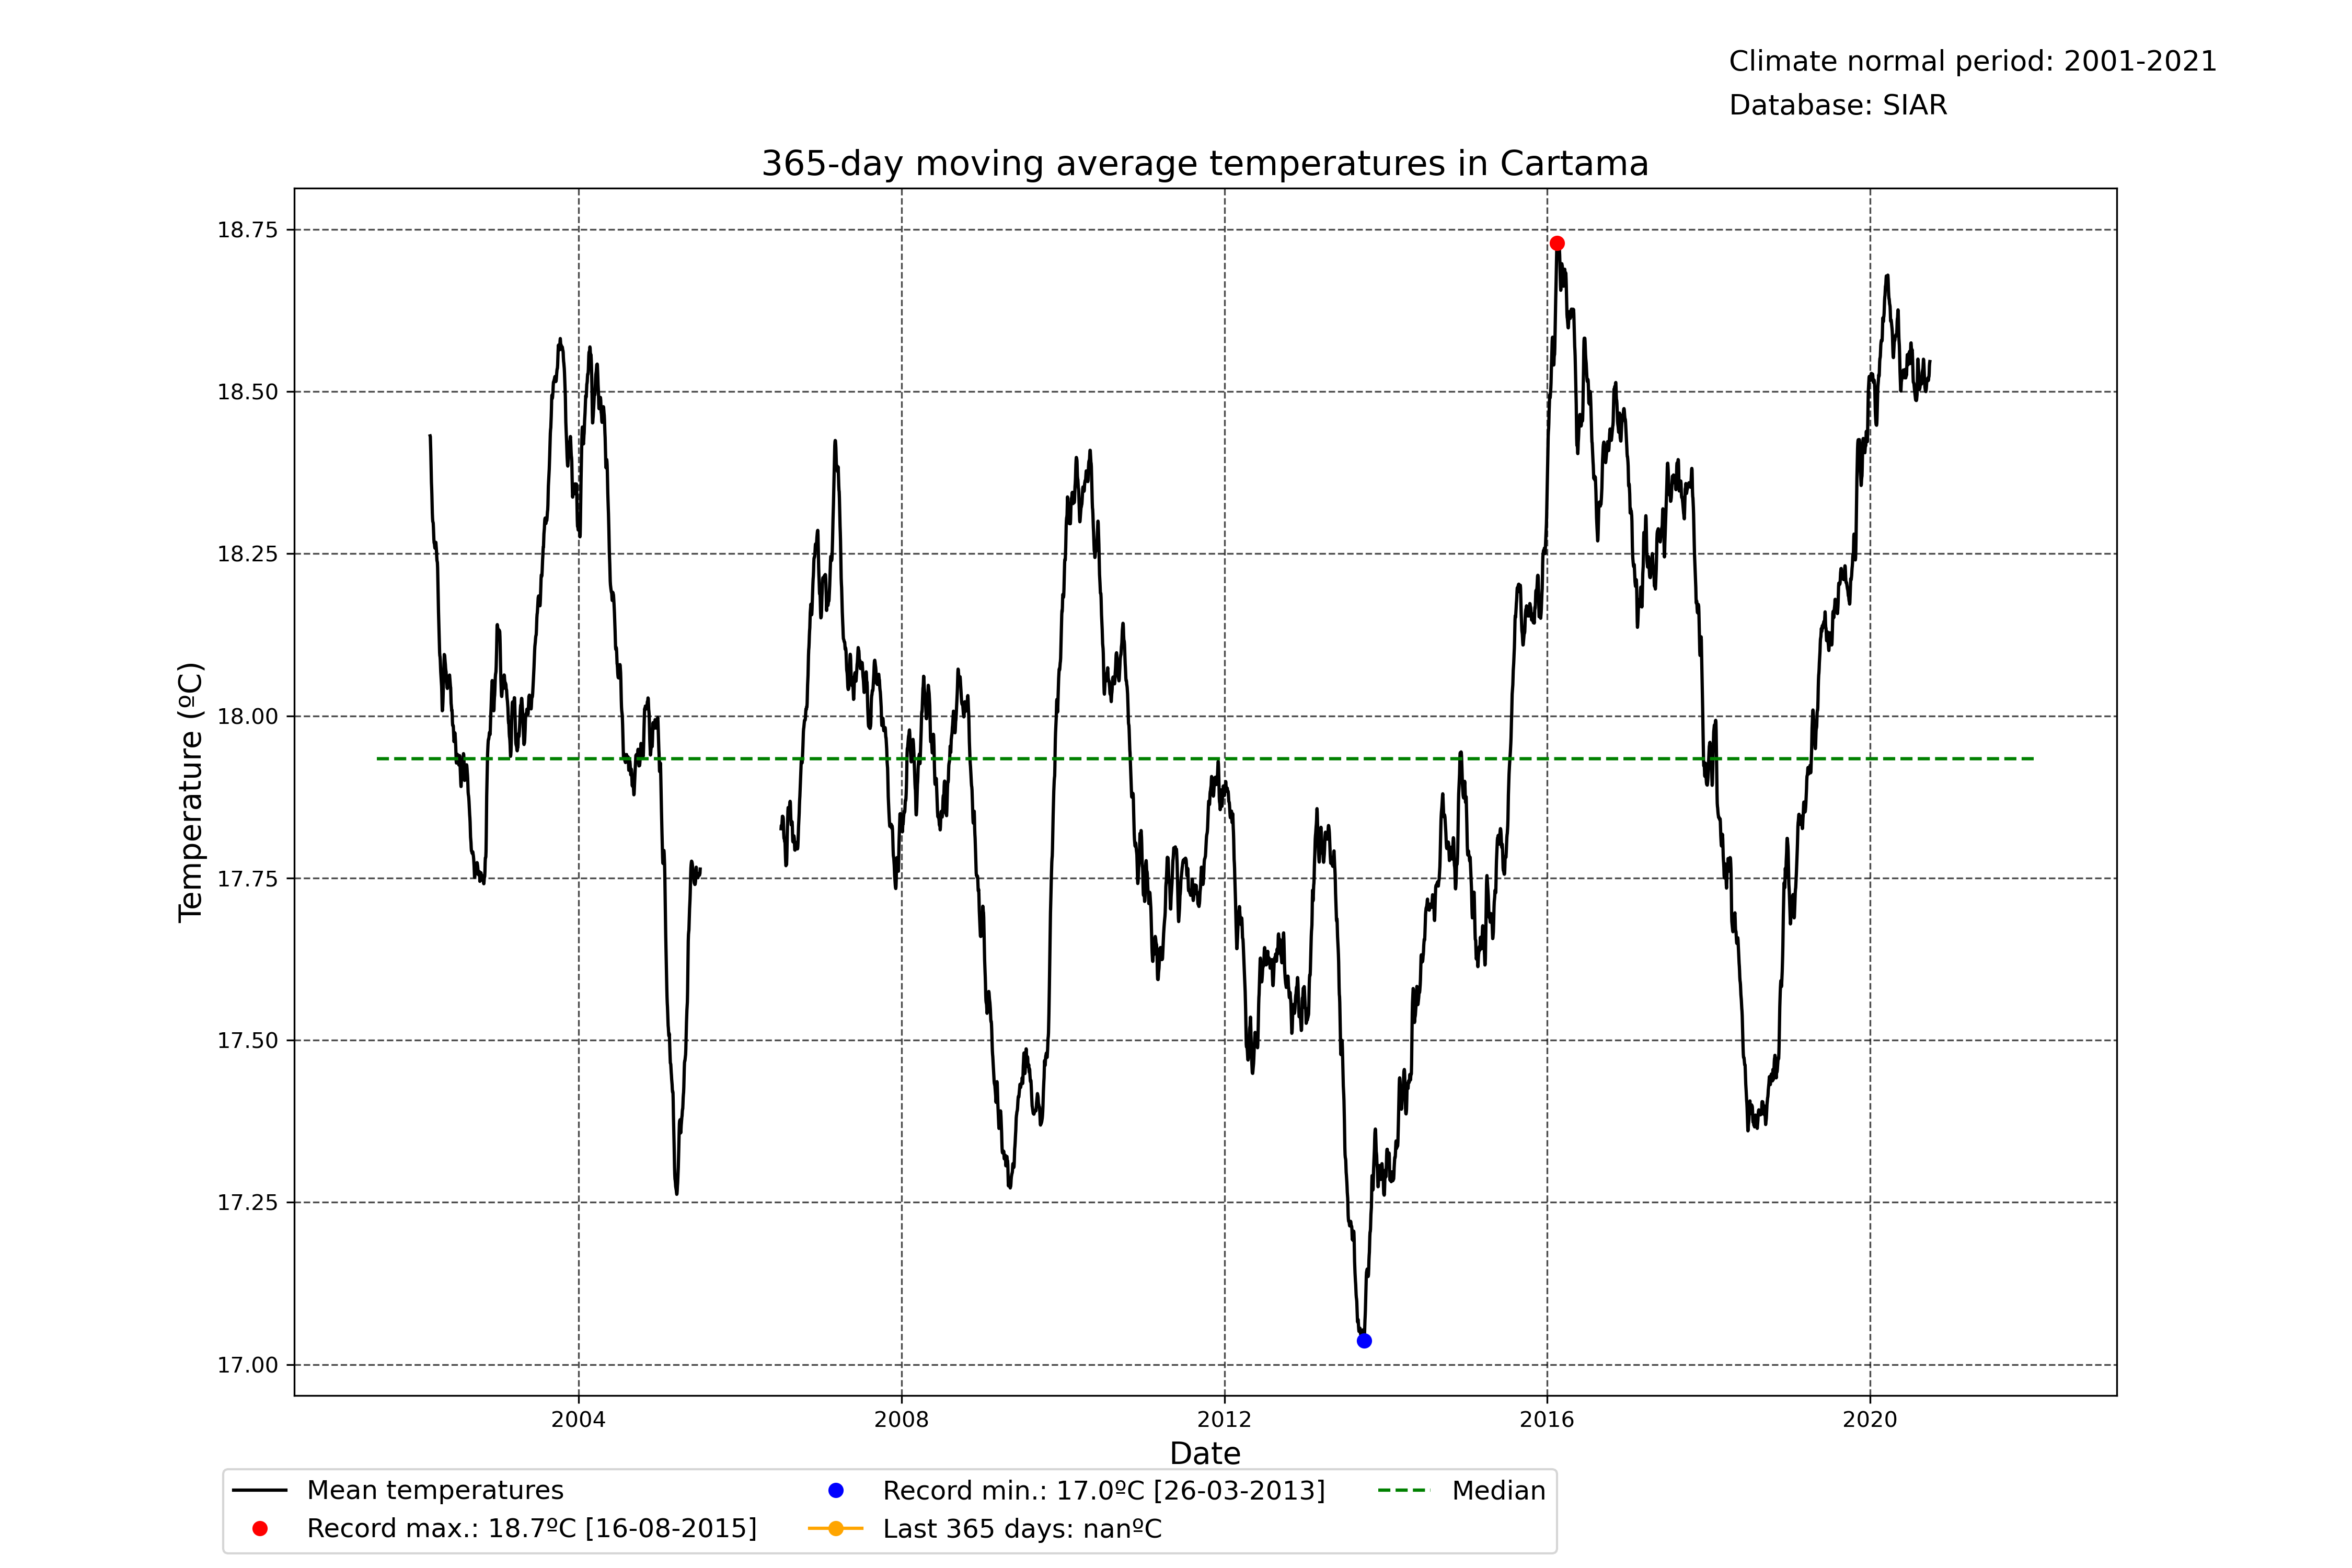 Climate normal period: 2001-2021
Database: SIAR
365-day moving average temperatures in Cartama
18.75
18.50
18.25
18.00
17.75
17.50
17.25
17.00
Temperature (ºC)
2004 2008 2012 2016 2020
Date
Mean temperatures
Record max.: 18.7ºC [16-08-2015]
Record min.: 17.0ºC [26-03-2013]
Last 365 days: nanºC
Median